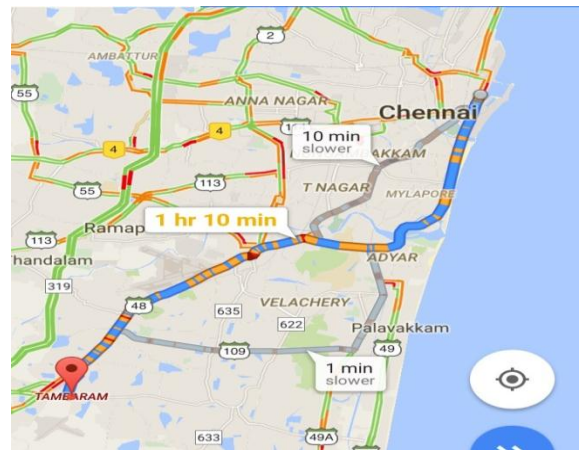 2
AMBATTUR
55
ANNA NAGAR
Chennai
4
4
10 min
slower
AKKAM
55
113
T NAGAR
MYLAPORE
1 hr 10 min
113
Ramap
ADYAR
handalam
319
48
635
VELACHERY
622
Palavakkam
109
49
1 min
slower
TAMBARAM
633
49A